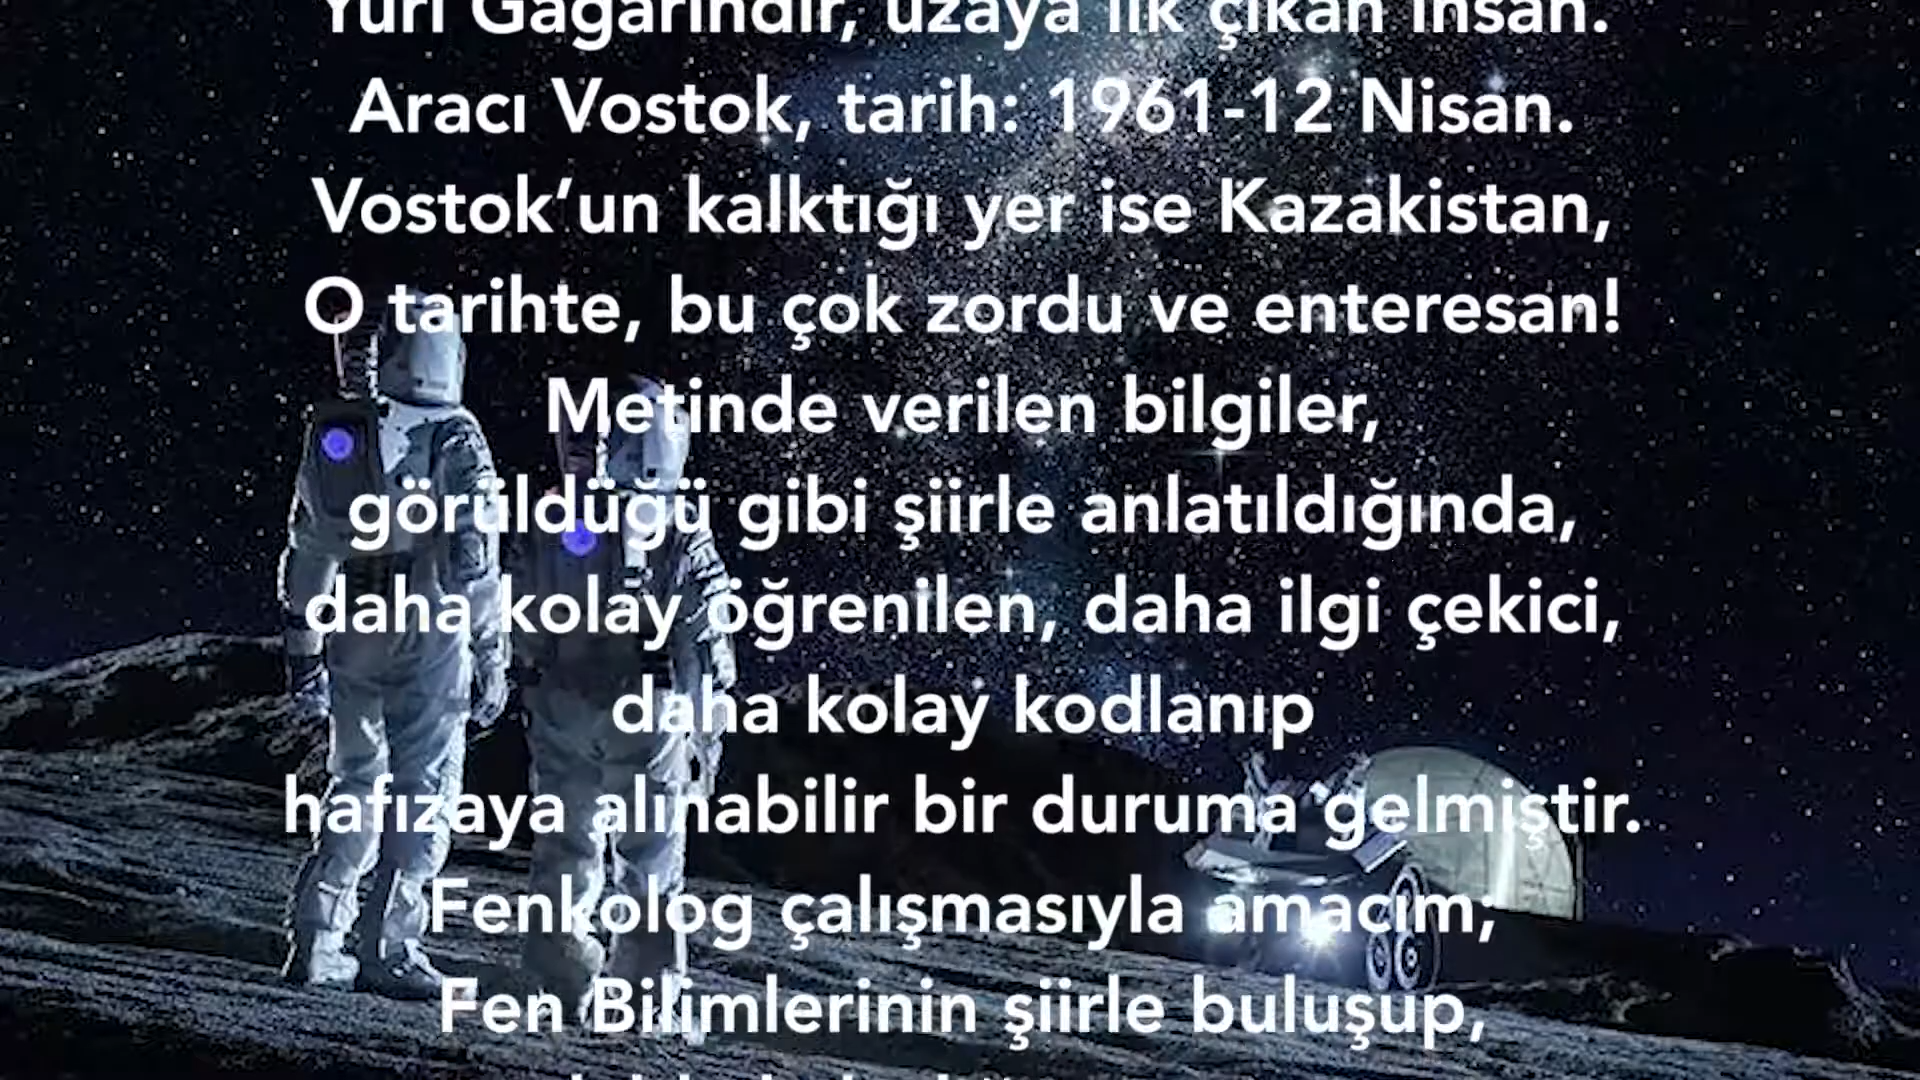 Yuri Gagarindir, uzaya ilk çıkan insan.
Aracı Vostok, tarih: 1961-12 Nisan.
Vostok‘un kalktığı yer ise Kazakistan,
O tarihte, bu çok zordu ve enteresan!
Metinde verilen bilgiler,
görüldüğü gibi şiirle anlatıldığında,
daha kolay öğrenilen, daha ilgi çekici,
daha kolay kodlanıp
hafızaya alınabilir bir duruma gelmiştir.
Fenkolog çalışmasıyla amacım;
Fen Bilimlerinin şiirle buluşup,